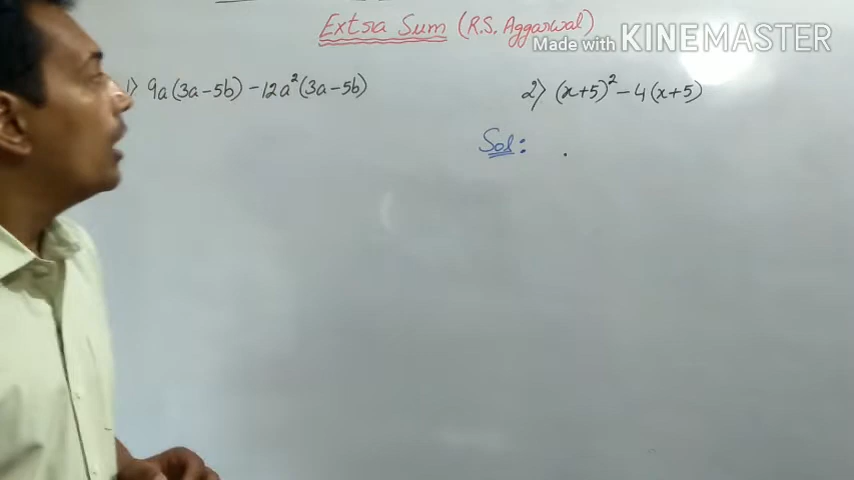 Extra Sum (R.S. Aggarwal)
Made with KINEMASTER
1) 9a(3a-5b) -12a²(3a-5b)
2) (x+5)² - 4(x+5)
Sol: